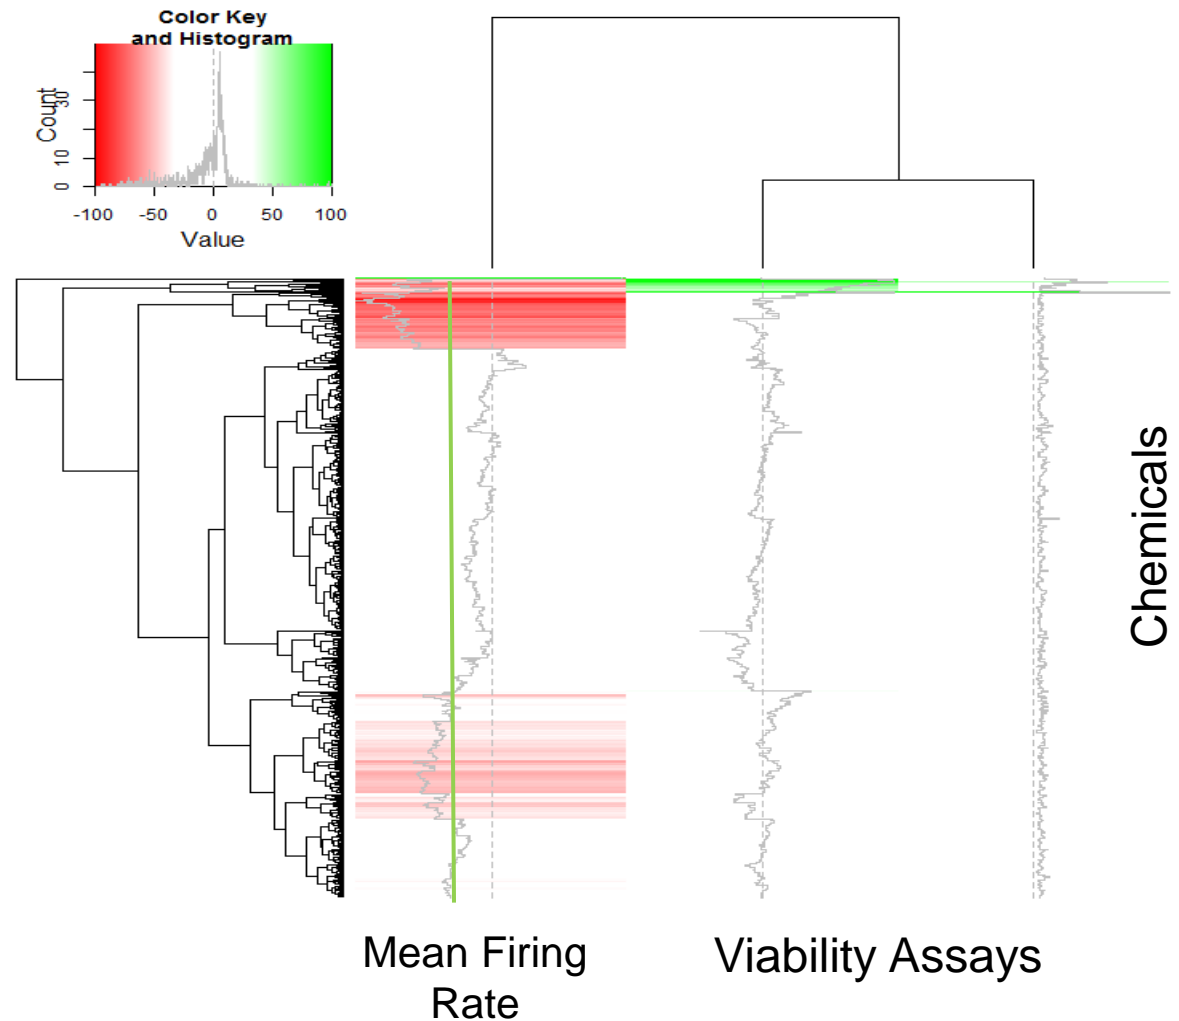 Color Key
and Histogram
Count
0
10
30
-100
-50
0
50
100
Value
Chemicals
Mean Firing
Rate
Viability Assays